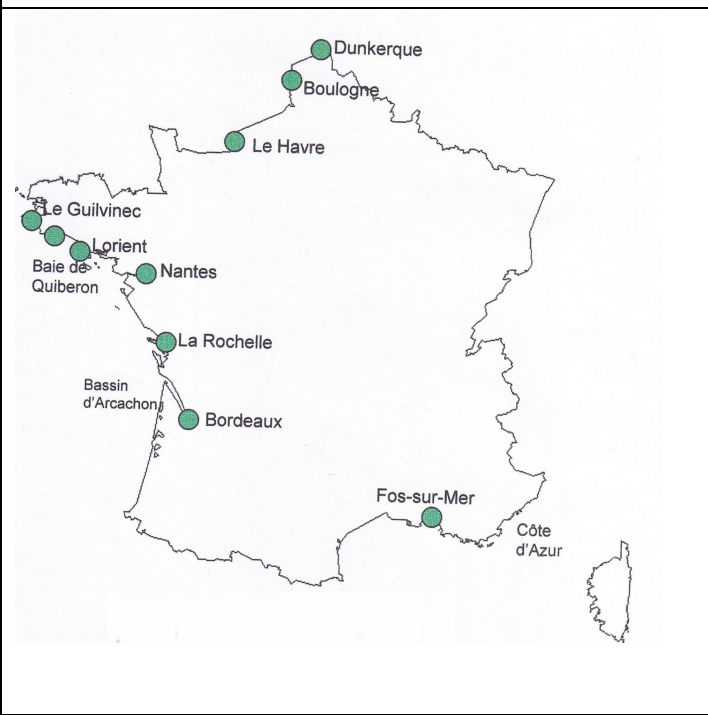 Dunkerque
Boulogne
Le Havre
Le Guilvinec
Lorient
Baie de
Quiberon
Nantes
La Rochelle
Bassin
d'Arcachon
Bordeaux
Fos-sur-Mer
Côte
d'Azur